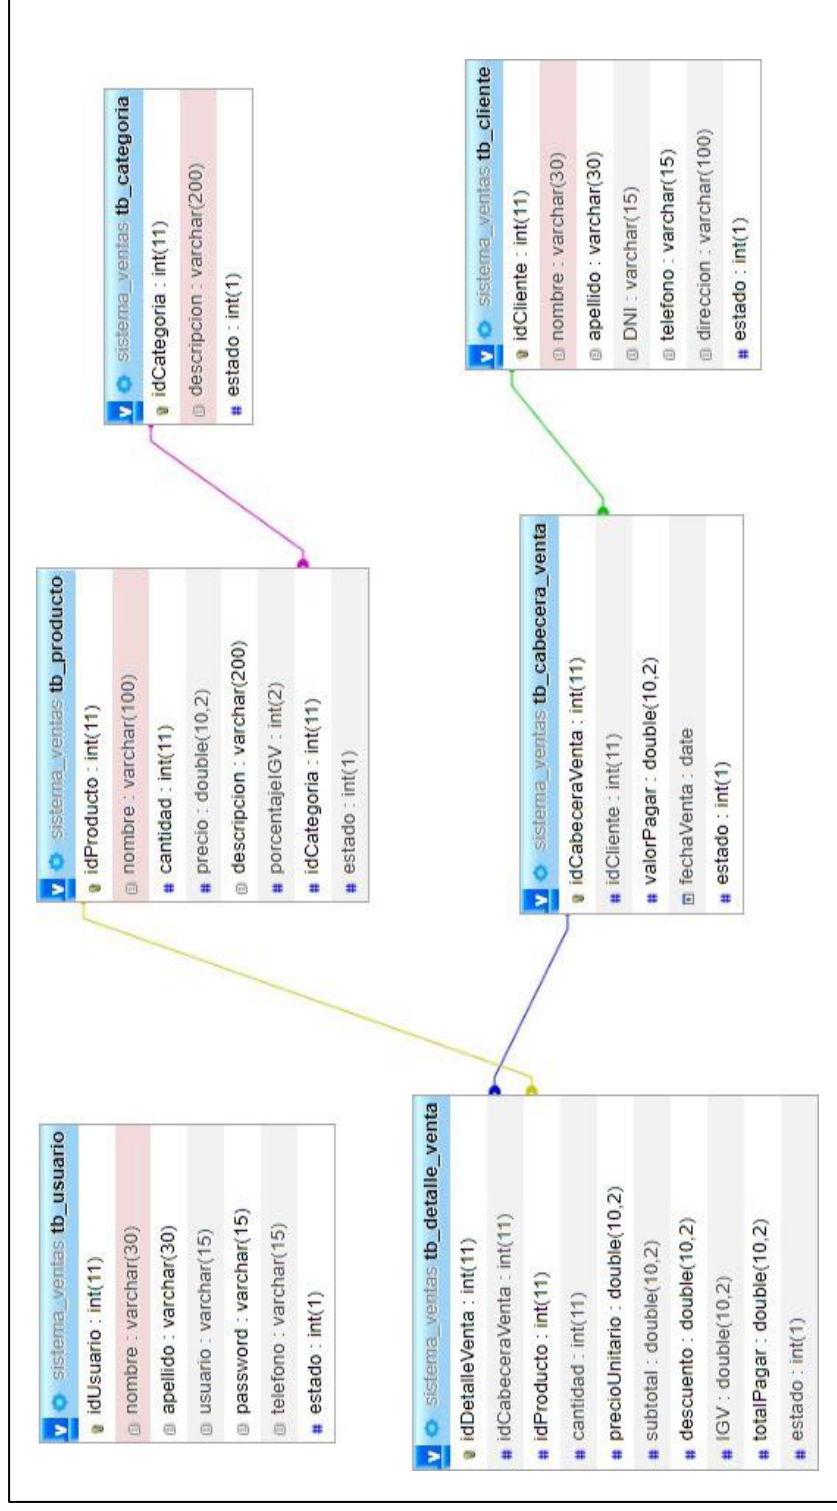 sistema_ventas tb_usuario
idUsuario : int(11)
nombre : varchar(30)
apellido : varchar(30)
usuario : varchar(15)
password : varchar(15)
telefono : varchar(15)
estado : int(1)
sistema_ventas tb_producto
idProducto : int(11)
nombre : varchar(100)
cantidad : int(11)
precio : double(10,2)
descripcion : varchar(200)
porcentajeIGV : int(2)
idCategoria : int(11)
estado : int(1)
sistema_ventas tb_categoria
idCategoria : int(11)
descripcion : varchar(200)
estado : int(1)
sistema_ventas tb_detalle_venta
idDetalleVenta : int(11)
idCabeceraVenta : int(11)
idProducto : int(11)
cantidad : int(11)
precioUnitario : double(10,2)
subtotal : double(10,2)
descuento : double(10,2)
IGV : double(10,2)
totalPagar : double(10,2)
estado : int(1)
sistema_ventas tb_cabecera_venta
idCabeceraVenta : int(11)
idCliente : int(11)
valorPagar : double(10,2)
fechaVenta : date
estado : int(1)
sistema_ventas tb_cliente
idCliente : int(11)
nombre : varchar(30)
apellido : varchar(30)
DNI : varchar(15)
telefono : varchar(15)
direccion : varchar(100)
estado : int(1)